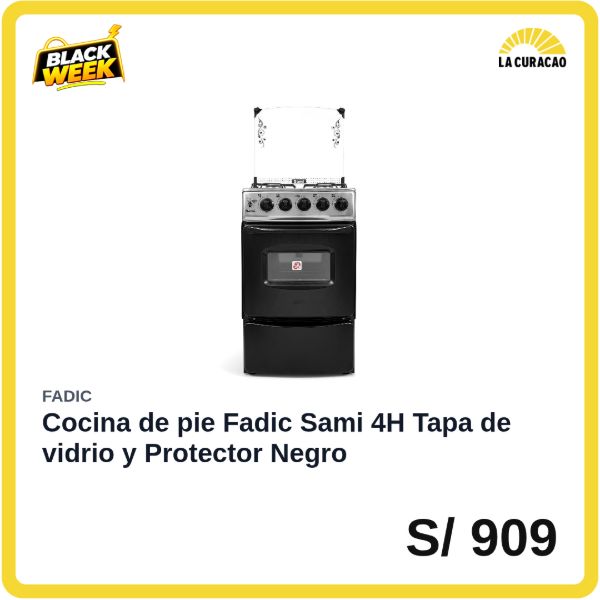 BLACK
WEEK
LA CURACAO
FADIC
Cocina de pie Fadic Sami 4H Tapa de
vidrio y Protector Negro
S/ 909